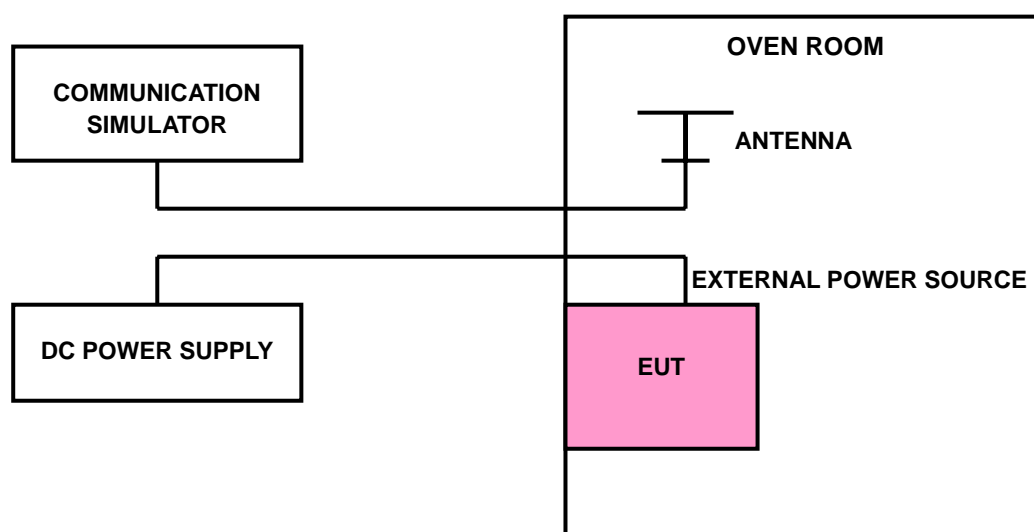 OVEN ROOM
COMMUNICATION
SIMULATOR
ANTENNA
EXTERNAL POWER SOURCE
DC POWER SUPPLY
EUT